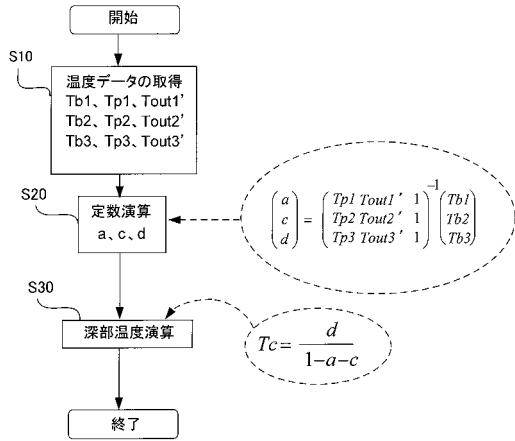 開始
S10
温度データの取得
Tb1、Tp1、Tout1'
Tb2、Tp2、Tout2'
Tb3、Tp3、Tout3'
S20
定数演算
a、c、d
(a c d) = (Tp1 Tout1' 1
Tp2 Tout2' 1
Tp3 Tout3' 1)−1 (Tb1
Tb2
Tb3)
S30
深部温度演算
Tc = d / 1−a−c
終了